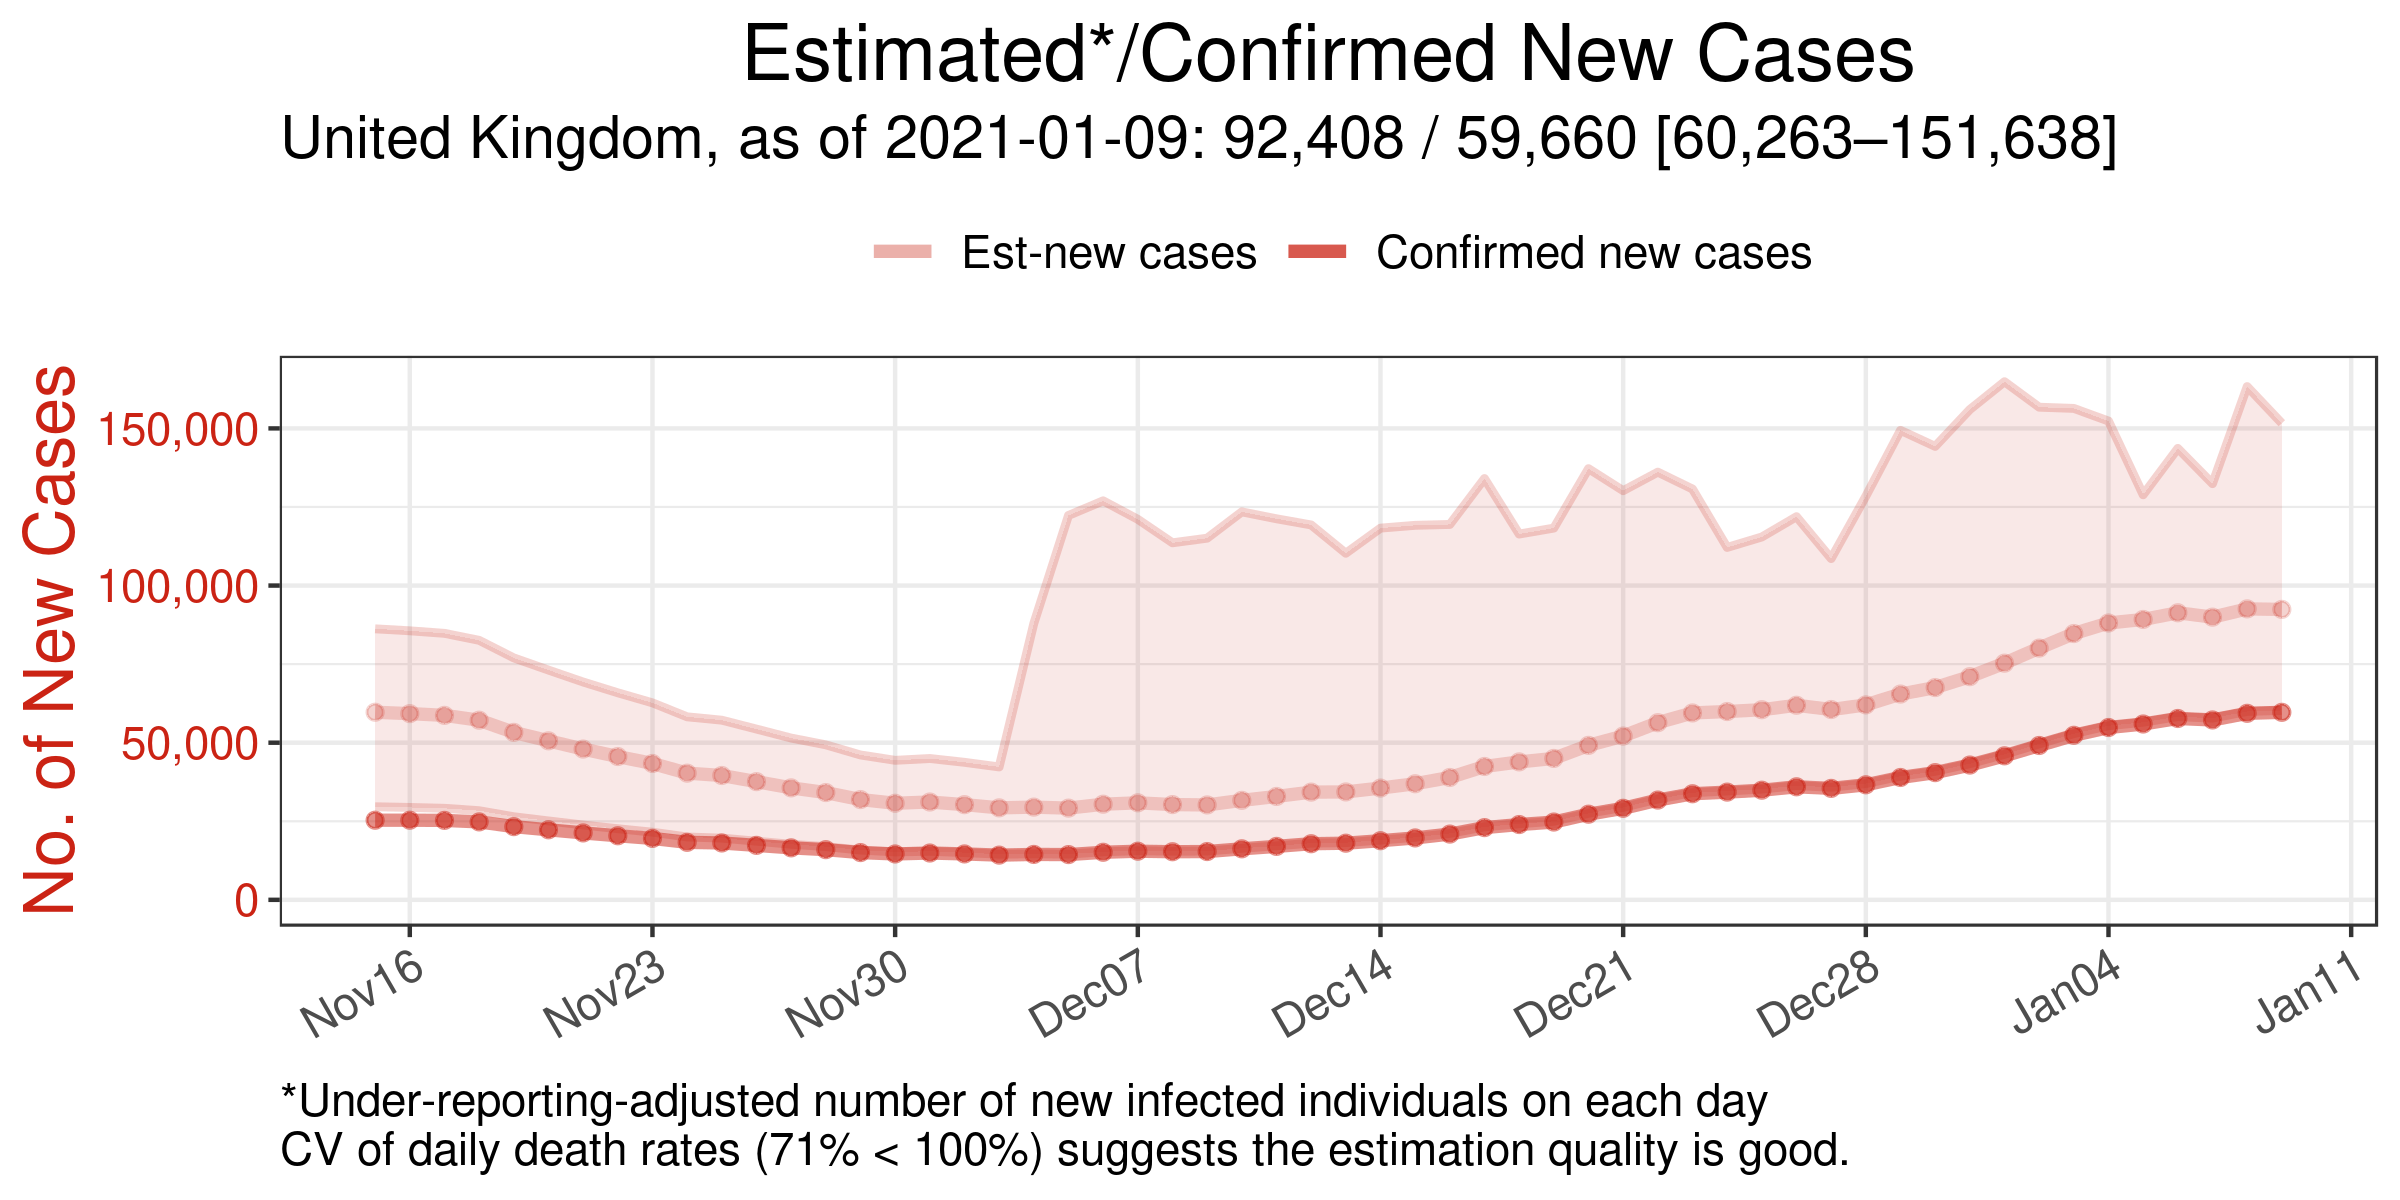 Estimated*/Confirmed New Cases
United Kingdom, as of 2021-01-09: 92,408 / 59,660 [60,263–151,638]
Est-new cases
Confirmed new cases
No. of New Cases
150,000
100,000
50,000
0
Nov16
Nov23
Nov30
Dec07
Dec14
Dec21
Dec28
Jan04
Jan11
*Under-reporting-adjusted number of new infected individuals on each day
CV of daily death rates (71% < 100%) suggests the estimation quality is good.